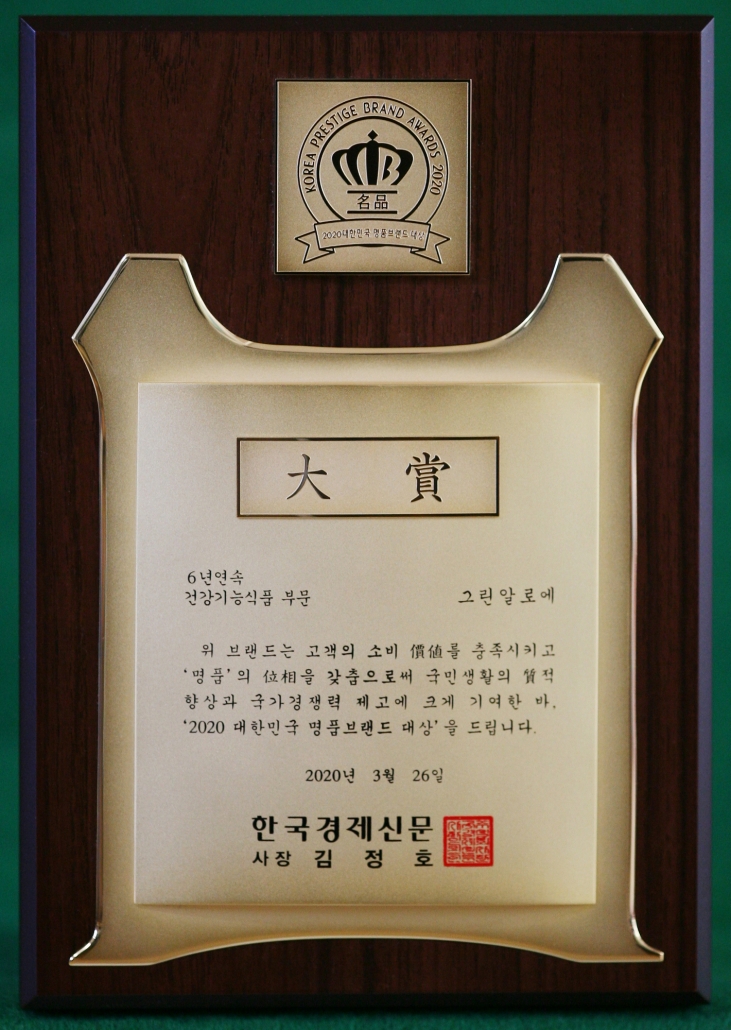 KOREA PRESTIGE BRAND AWARDS 2020
名品
2020대한민국 명품브랜드 대상
大 賞
6년연속
건강기능식품 부문
그린알로에
위 브랜드는 고객의 소비 價値를 충족시키고
‘명품’의 位相을 갖춤으로써 국민생활의 質적
향상과 국가경쟁력 제고에 크게 기여한 바,
‘2020 대한민국 명품브랜드 대상’을 드립니다.
2020년 3월 26일
한국경제신문
사장 김 정 호